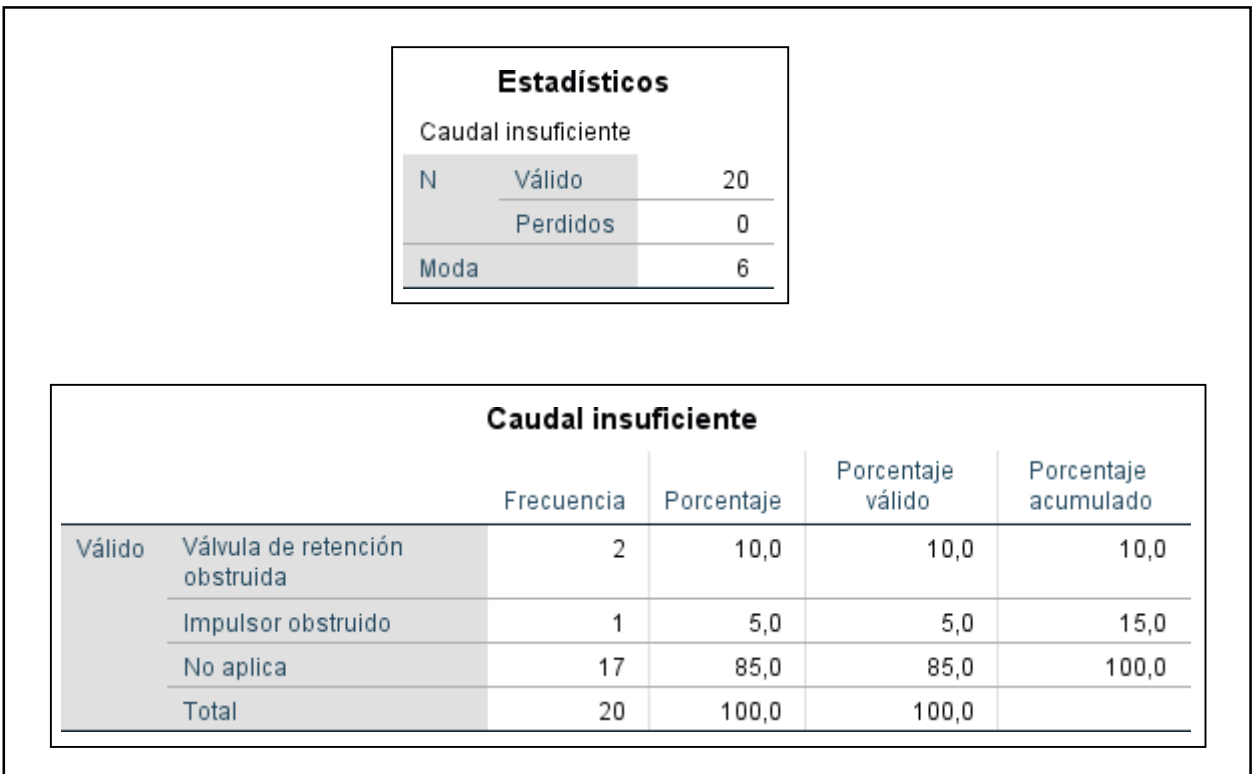 Estadísticos
Caudal insuficiente
N Válido 20
Perdidos 0
Moda 6
Caudal insuficiente
Frecuencia Porcentaje Porcentaje válido Porcentaje acumulado
Válido Válvula de retención obstruida 2 10,0 10,0 10,0
Impulsor obstruido 1 5,0 5,0 15,0
No aplica 17 85,0 85,0 100,0
Total 20 100,0 100,0